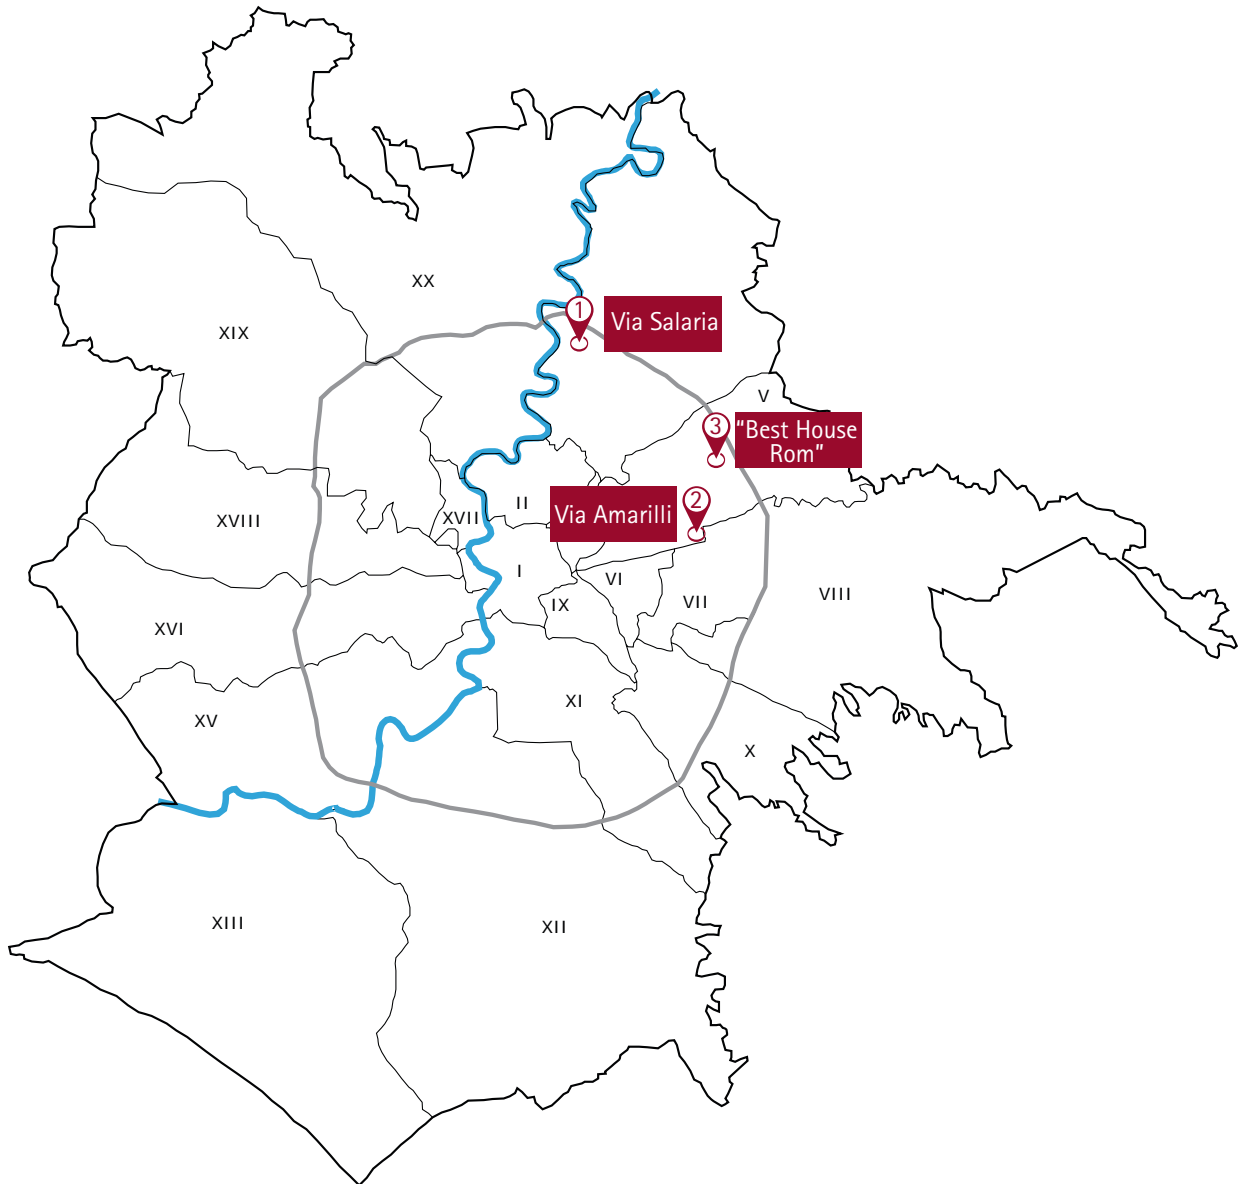 XX
1
Via Salaria
XIX
V
3
"Best House
Rom"
2
Via Amarilli
II
XVII
XVIII
I
VI
IX
VII
VIII
XVI
XI
XV
X
XIII
XII